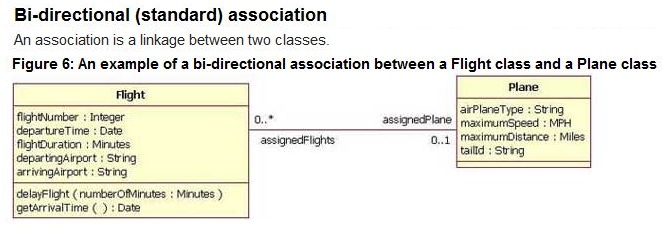 Bi-directional (standard) association
An association is a linkage between two classes.
Figure 6: An example of a bi-directional association between a Flight class and a Plane class
Flight
flightNumber : Integer
departureTime : Date
flightDuration : Minutes
departingAirport : String
arrivingAirport : String
delayFlight ( numberOfMinutes : Minutes )
getArrivalTime ( ) : Date
0..*
assignedPlane
assignedFlights
0..1
Plane
airPlaneType : String
maximumSpeed : MPH
maximumDistance : Miles
tailId : String